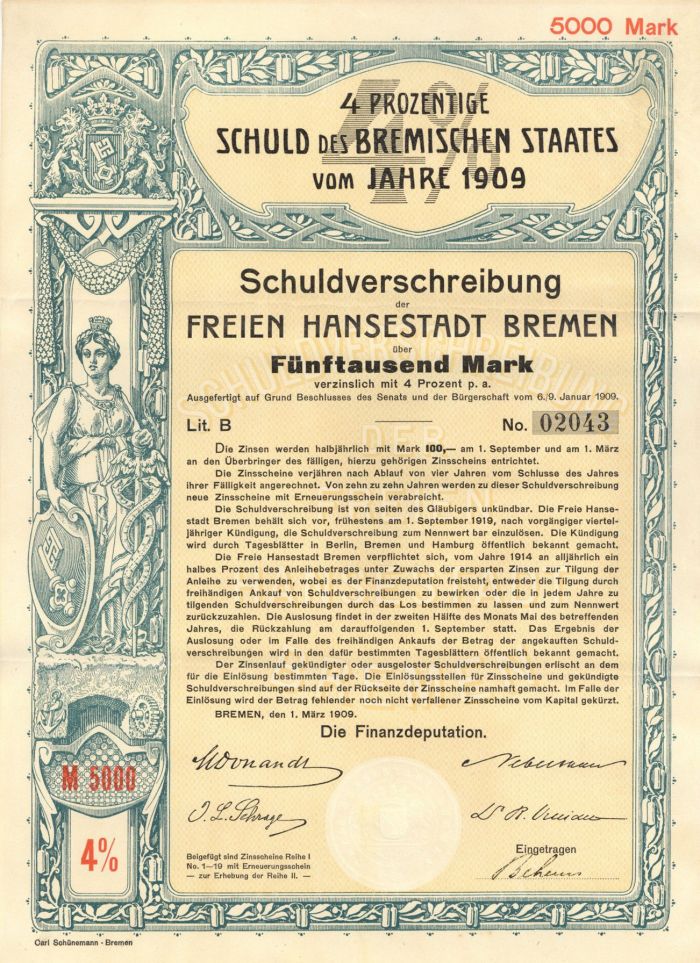 5000 Mark
4%
4 PROZENTIGE
SCHULD DES BREMISCHEN STAATES
VOM JAHRE 1909
Schuldverschreibung
der
FREIEN HANSESTADT BREMEN
über
Fünftausend Mark
verzinslich mit 4 Prozent p. a.
Ausgefertigt auf Grund Beschlusses des Senats und der Bürgerschaft vom 6./9. Januar 1909.
Lit. B No. 02043
Die Zinsen werden halbjährlich mit Mark 100,— am 1. September und am 1. März
an den Überbringer des fälligen, hierzu gehörigen Zinsscheins entrichtet.
Die Zinsscheine verjähren nach Ablauf von vier Jahren vom Schlusse des Jahres
ihrer Fälligkeit angerechnet. Von zehn zu zehn Jahren werden zu dieser Schuldverschreibung
neue Zinsscheine mit Erneuerungsschein verabreicht.
Die Schuldverschreibung ist von seiten des Gläubigers unkündbar. Die Freie Hanse-
stadt Bremen behält sich vor, frühestens am 1. September 1919, nach vorgängiger viertel-
jähriger Kündigung, die Schuldverschreibung zum Nennwert bar einzulösen. Die Kündigung
wird durch Tagesblätter in Berlin, Bremen und Hamburg öffentlich bekannt gemacht.
Die Freie Hansestadt Bremen verpflichtet sich, vom Jahre 1914 an alljährlich ein
halbes Prozent des Anleihebetrages unter Zuwachs der ersparten Zinsen zur Tilgung der
Anleihe zu verwenden, wobei es der Finanzdeputation freisteht, entweder die Tilgung durch
freihändigen Ankauf von Schuldverschreibungen zu bewirken oder die in jedem Jahre zu
tilgenden Schuldverschreibungen durch das Los bestimmen zu lassen und zum Nennwert
zurückzuzahlen. Die Auslosung findet in der zweiten Hälfte des Monats Mai des betreffenden
Jahres, die Rückzahlung am darauffolgenden 1. September statt. Das Ergebnis der
Auslosung oder im Falle des freihändigen Ankaufs der Betrag der angekauften Schuld-
verschreibungen wird in den dafür bestimmten Tagesblättern öffentlich bekannt gemacht.
Der Zinsenlauf gekündigter oder ausgeloster Schuldverschreibungen erlischt an dem
für die Einlösung bestimmten Tage. Die Einlösungsstellen für Zinsscheine und gekündigte
Schuldverschreibungen sind auf der Rückseite der Zinsscheine namhaft gemacht. Im Falle der
Einlösung wird der Betrag fehlender noch nicht verfallener Zinsscheine vom Kapital gekürzt.
BREMEN, den 1. März 1909.
Die Finanzdeputation.
Beigefügt sind Zinsscheine Reihe I
No. 1—19 mit Erneuerungsschein
— zur Erhebung der Reihe II. —
Eingetragen
M 5000
4%
Carl Schünemann - Bremen